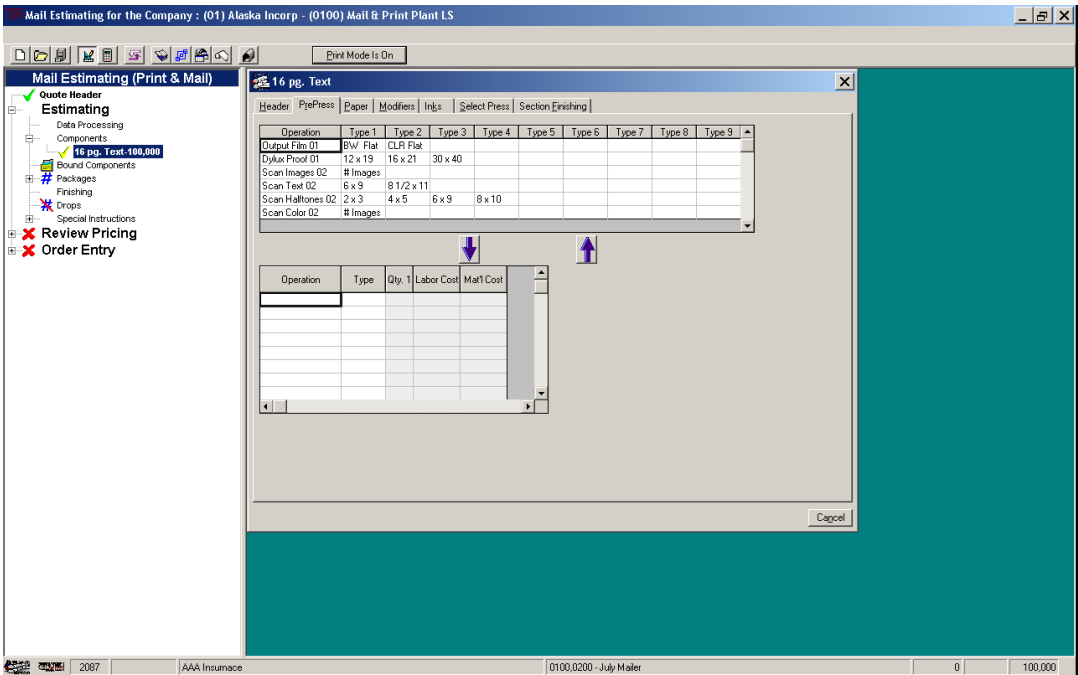 Mail Estimating for the Company : (01) Alaska Incorp - (0100) Mail & Print Plant LS
Print Mode Is On
Mail Estimating (Print & Mail)
Quote Header
Estimating
Data Processing
Components
16 pg. Text-100,000
Bound Components
Packages
Finishing
Drops
Special Instructions
Review Pricing
Order Entry
16 pg. Text
Header PrePress Paper Modifiers Inks Select Press Section Finishing
Operation Type 1 Type 2 Type 3 Type 4 Type 5 Type 6 Type 7 Type 8 Type 9
Output Film 01 BW Flat CLR Flat
Dylux Proof 01 12 x 19 16 x 21 30 x 40
Scan Images 02 # Images
Scan Text 02 6 x 9 8 1/2 x 11
Scan Halftones 02 2 x 3 4 x 5 6 x 9 8 x 10
Scan Color 02 # Images
Operation Type Qty. 1 Labor Cost Mat'l Cost
Cancel
2087 AAA Insurnace 0100,0200 - July Mailer 0 100,000